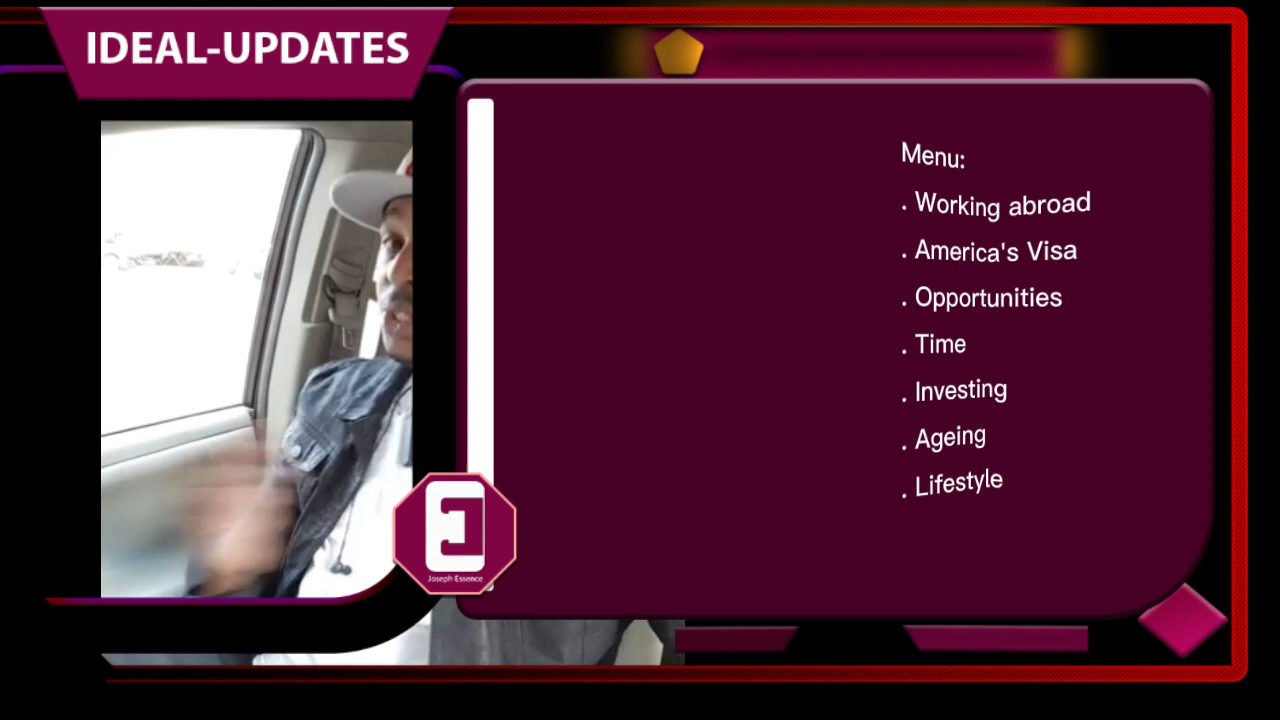 IDEAL-UPDATES
Menu:
. Working abroad
. America's Visa
. Opportunities
. Time
. Investing
. Ageing
. Lifestyle
Joseph Essence